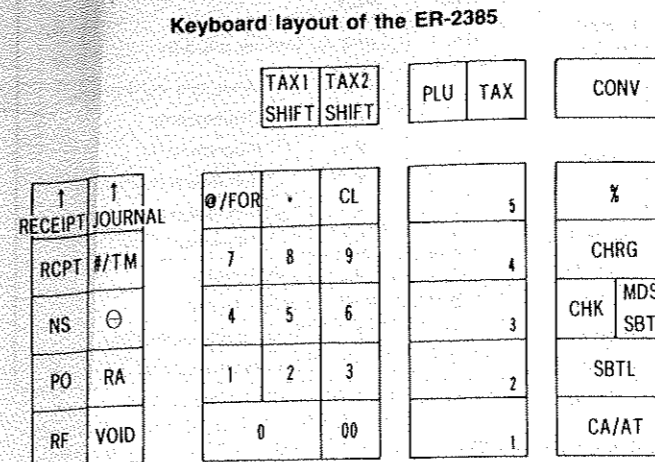 Keyboard layout of the ER-2385
TAX1 TAX2 PLU TAX CONV
SHIFT SHIFT
↑ ↑ @/FOR · CL 5 %
RECEIPT JOURNAL
RCPT #/TM 7 8 9 4 CHRG
NS ⊖ 4 5 6 3 CHK MDS
SBT
PO RA 1 2 3 2 SBTL
RF VOID 0 00 1 CA/AT